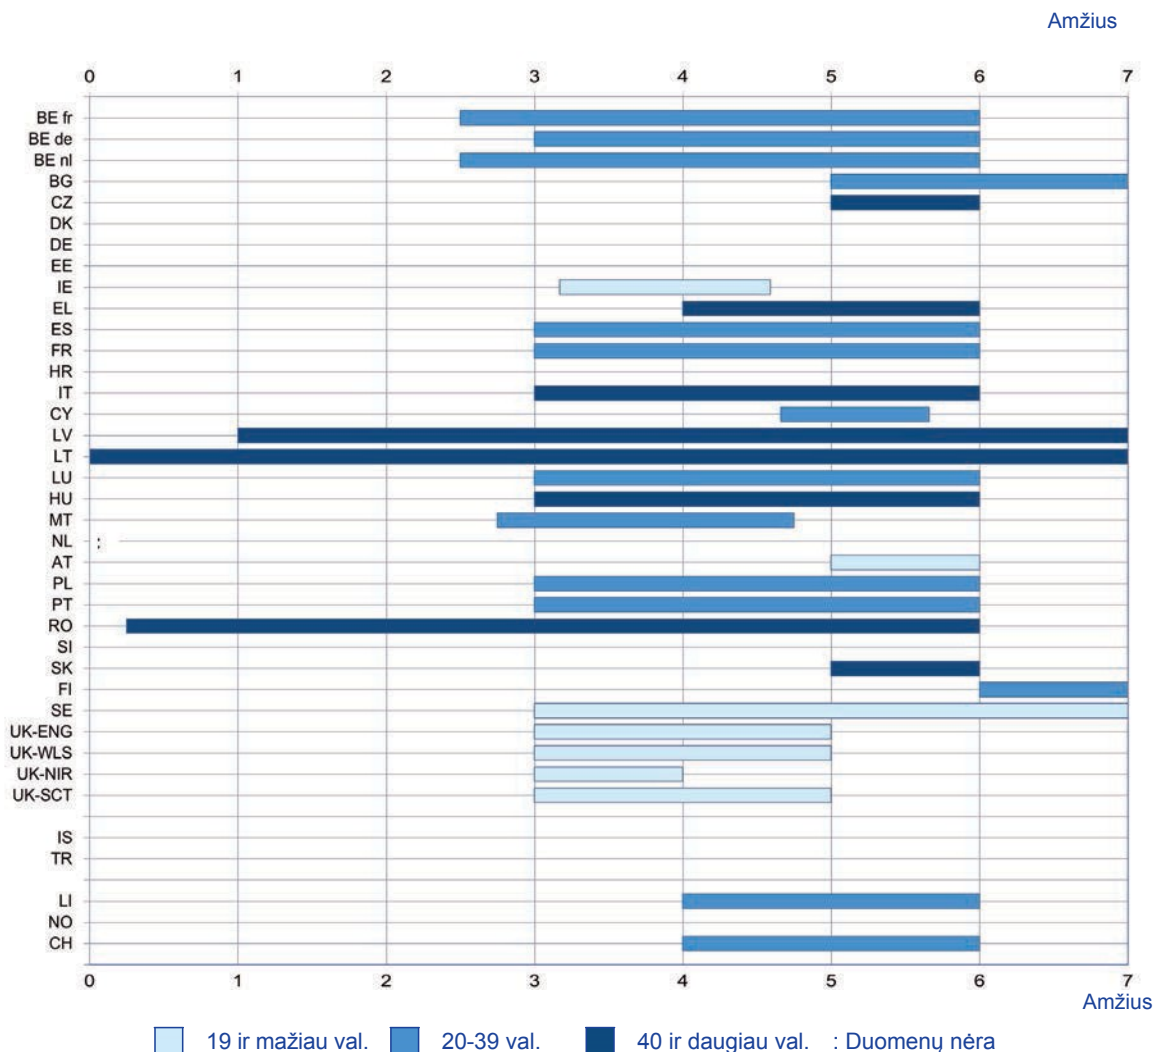 Amžius
0 1 2 3 4 5 6 7
BE fr
BE de
BE nl
BG
CZ
DK
DE
EE
IE
EL
ES
FR
HR
IT
CY
LV
LT
LU
HU
MT
NL :
AT
PL
PT
RO
SI
SK
FI
SE
UK-ENG
UK-WLS
UK-NIR
UK-SCT
IS
TR
LI
NO
CH
0 1 2 3 4 5 6 7
Amžius
19 ir mažiau val. 20-39 val. 40 ir daugiau val. : Duomenų nėra